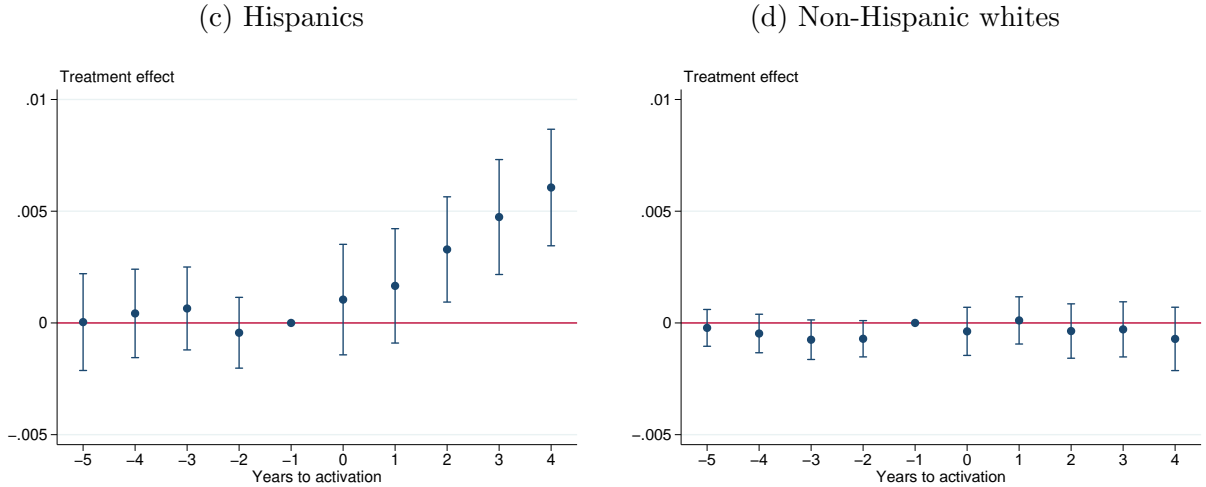 (c) Hispanics
Treatment effect
.01
.005
0
−.005
−5 −4 −3 −2 −1 0 1 2 3 4
Years to activation
(d) Non-Hispanic whites
Treatment effect
.01
.005
0
−.005
−5 −4 −3 −2 −1 0 1 2 3 4
Years to activation